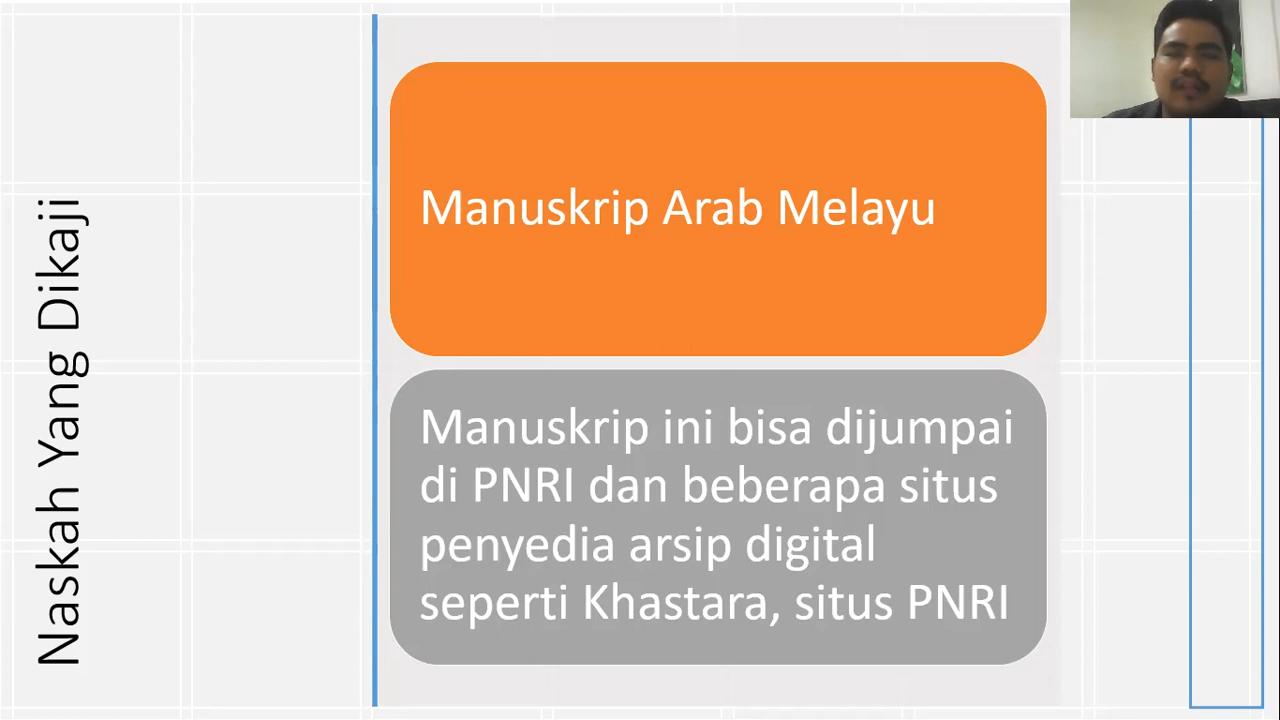 Naskah Yang Dikaji
Manuskrip Arab Melayu
Manuskrip ini bisa dijumpai
di PNRI dan beberapa situs
penyedia arsip digital
seperti Khastara, situs PNRI